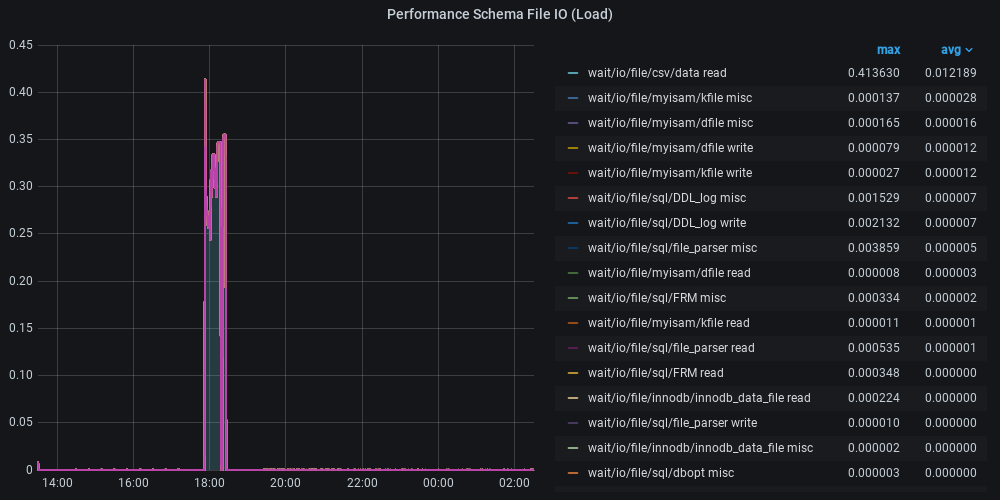 Performance Schema File IO (Load)
max avg
0.45
0.40
0.35
0.30
0.25
0.20
0.15
0.10
0.05
0
14:00 16:00 18:00 20:00 22:00 00:00 02:00
wait/io/file/csv/data read 0.413630 0.012189
wait/io/file/myisam/kfile misc 0.000137 0.000028
wait/io/file/myisam/dfile misc 0.000165 0.000016
wait/io/file/myisam/dfile write 0.000079 0.000012
wait/io/file/myisam/kfile write 0.000027 0.000012
wait/io/file/sql/DDL_log misc 0.001529 0.000007
wait/io/file/sql/DDL_log write 0.002132 0.000007
wait/io/file/sql/file_parser misc 0.003859 0.000005
wait/io/file/myisam/dfile read 0.000008 0.000003
wait/io/file/sql/FRM misc 0.000334 0.000002
wait/io/file/myisam/kfile read 0.000011 0.000001
wait/io/file/sql/file_parser read 0.000535 0.000001
wait/io/file/sql/FRM read 0.000348 0.000000
wait/io/file/innodb/innodb_data_file read 0.000224 0.000000
wait/io/file/sql/file_parser write 0.000010 0.000000
wait/io/file/innodb/innodb_data_file misc 0.000002 0.000000
wait/io/file/sql/dbopt misc 0.000003 0.000000